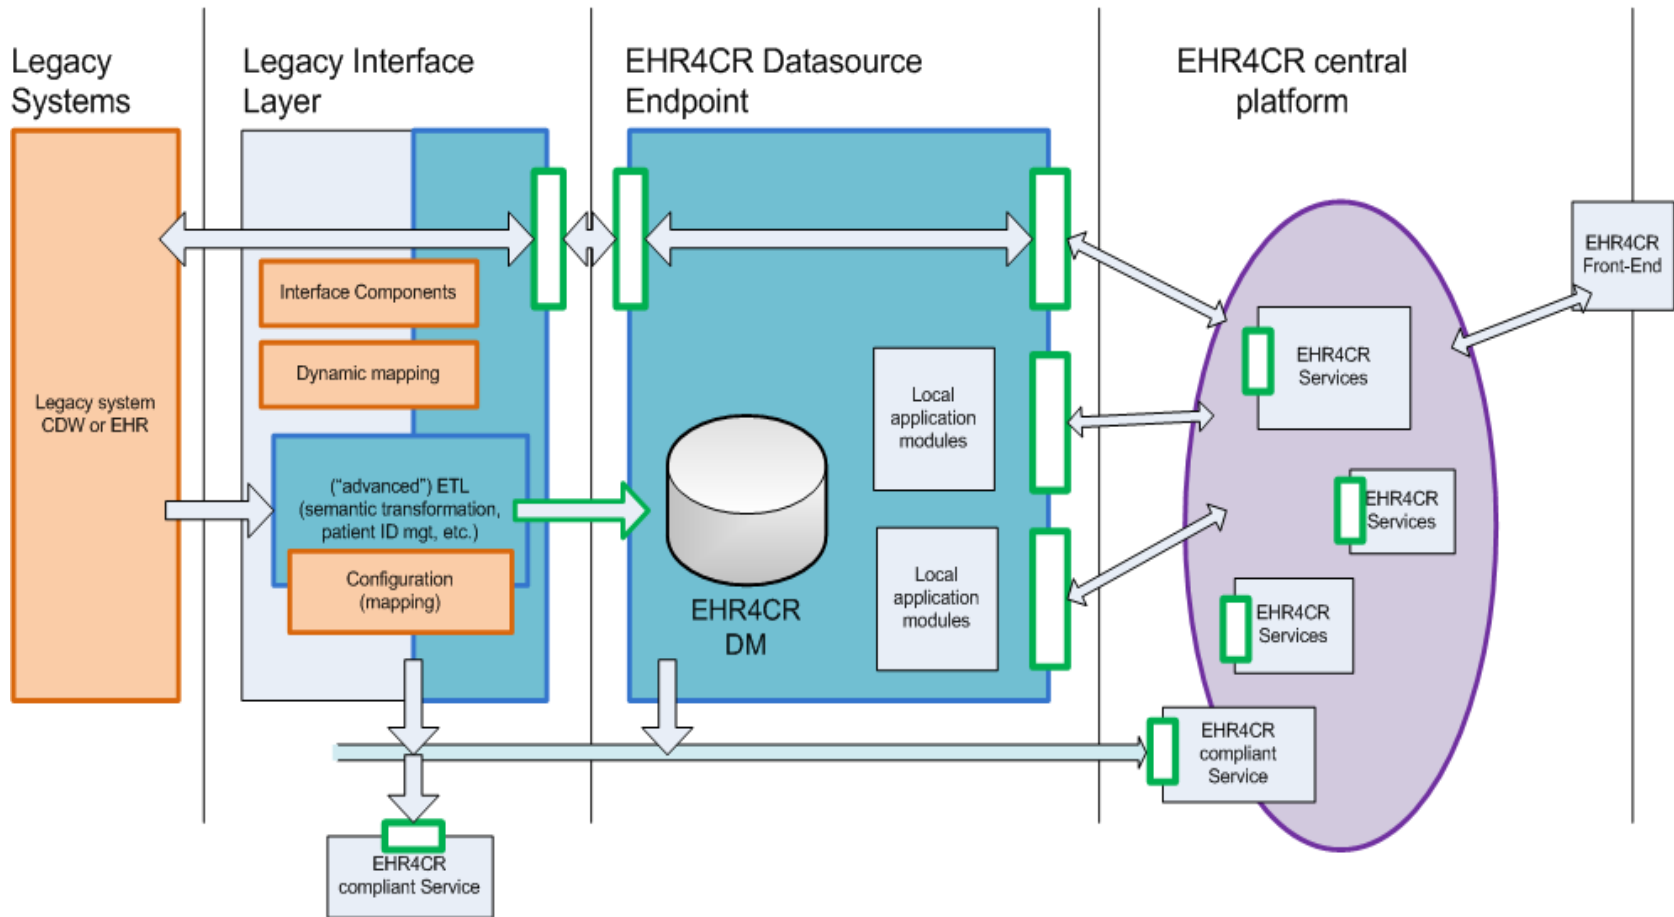 Legacy
Systems
Legacy Interface
Layer
EHR4CR Datasource
Endpoint
EHR4CR central
platform
Legacy system
CDW or EHR
Interface Components
Dynamic mapping
(“advanced”) ETL
(semantic transformation,
patient ID mgt, etc.)
Configuration
(mapping)
EHR4CR
DM
Local
application
modules
Local
application
modules
EHR4CR
Services
EHR4CR
Services
EHR4CR
Services
EHR4CR
compliant
Service
EHR4CR
Front-End
EHR4CR
compliant Service